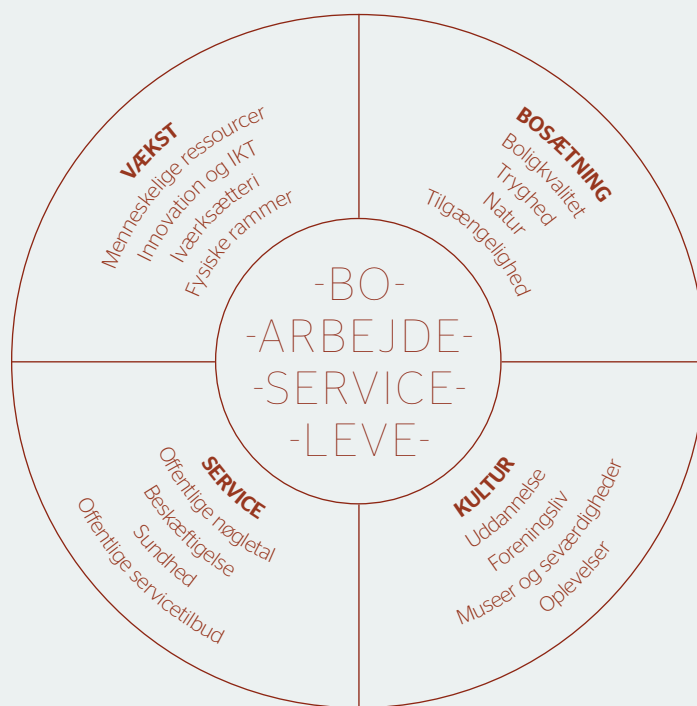 VÆKST
Menneskelige ressourcer
Innovation og IKT
Iværksætteri
Fysiske rammer
BOSÆTNING
Boligkvalitet
Tryghed
Natur
Tilgængelighed
-BO-
-ARBEJDE-
-SERVICE-
-LEVE-
SERVICE
Offentlige nøgletal
Beskæftigelse
Sundhed
Offentlige servicetilbud
KULTUR
Uddannelse
Foreningsliv
Museer og seværdigheder
Oplevelser